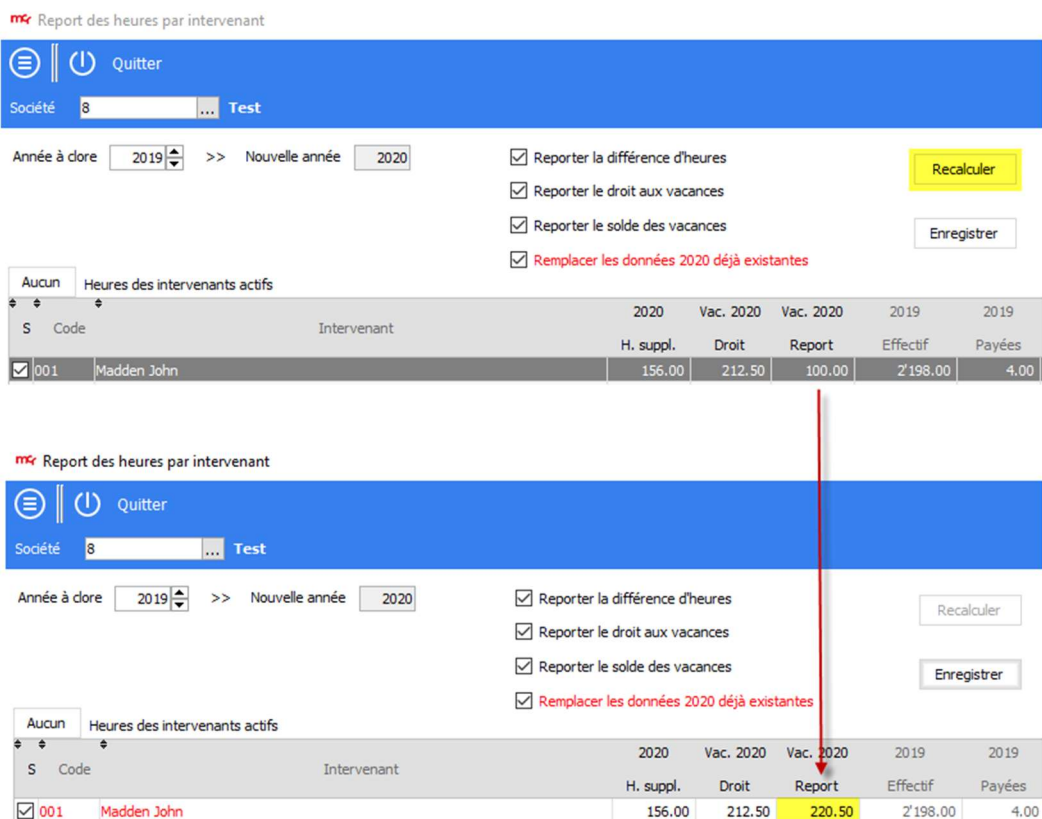 mcr Report des heures par intervenant
Quitter
Société 8 ... Test
Année à clore 2019 >> Nouvelle année 2020
Reporter la différence d'heures
Reporter le droit aux vacances
Reporter le solde des vacances
Remplacer les données 2020 déjà existantes
Recalculer
Enregistrer
Aucun Heures des intervenants actifs
2020 Vac. 2020 Vac. 2020 2019 2019
S Code Intervenant
H. suppl. Droit Report Effectif Payées
001 Madden John 156.00 212.50 100.00 2'198.00 4.00
mcr Report des heures par intervenant
Quitter
Société 8 ... Test
Année à clore 2019 >> Nouvelle année 2020
Reporter la différence d'heures
Reporter le droit aux vacances
Reporter le solde des vacances
Remplacer les données 2020 déjà existantes
Recalculer
Enregistrer
Aucun Heures des intervenants actifs
2020 Vac. 2020 Vac. 2020 2019 2019
S Code Intervenant
H. suppl. Droit Report Effectif Payées
001 Madden John 156.00 212.50 220.50 2'198.00 4.00